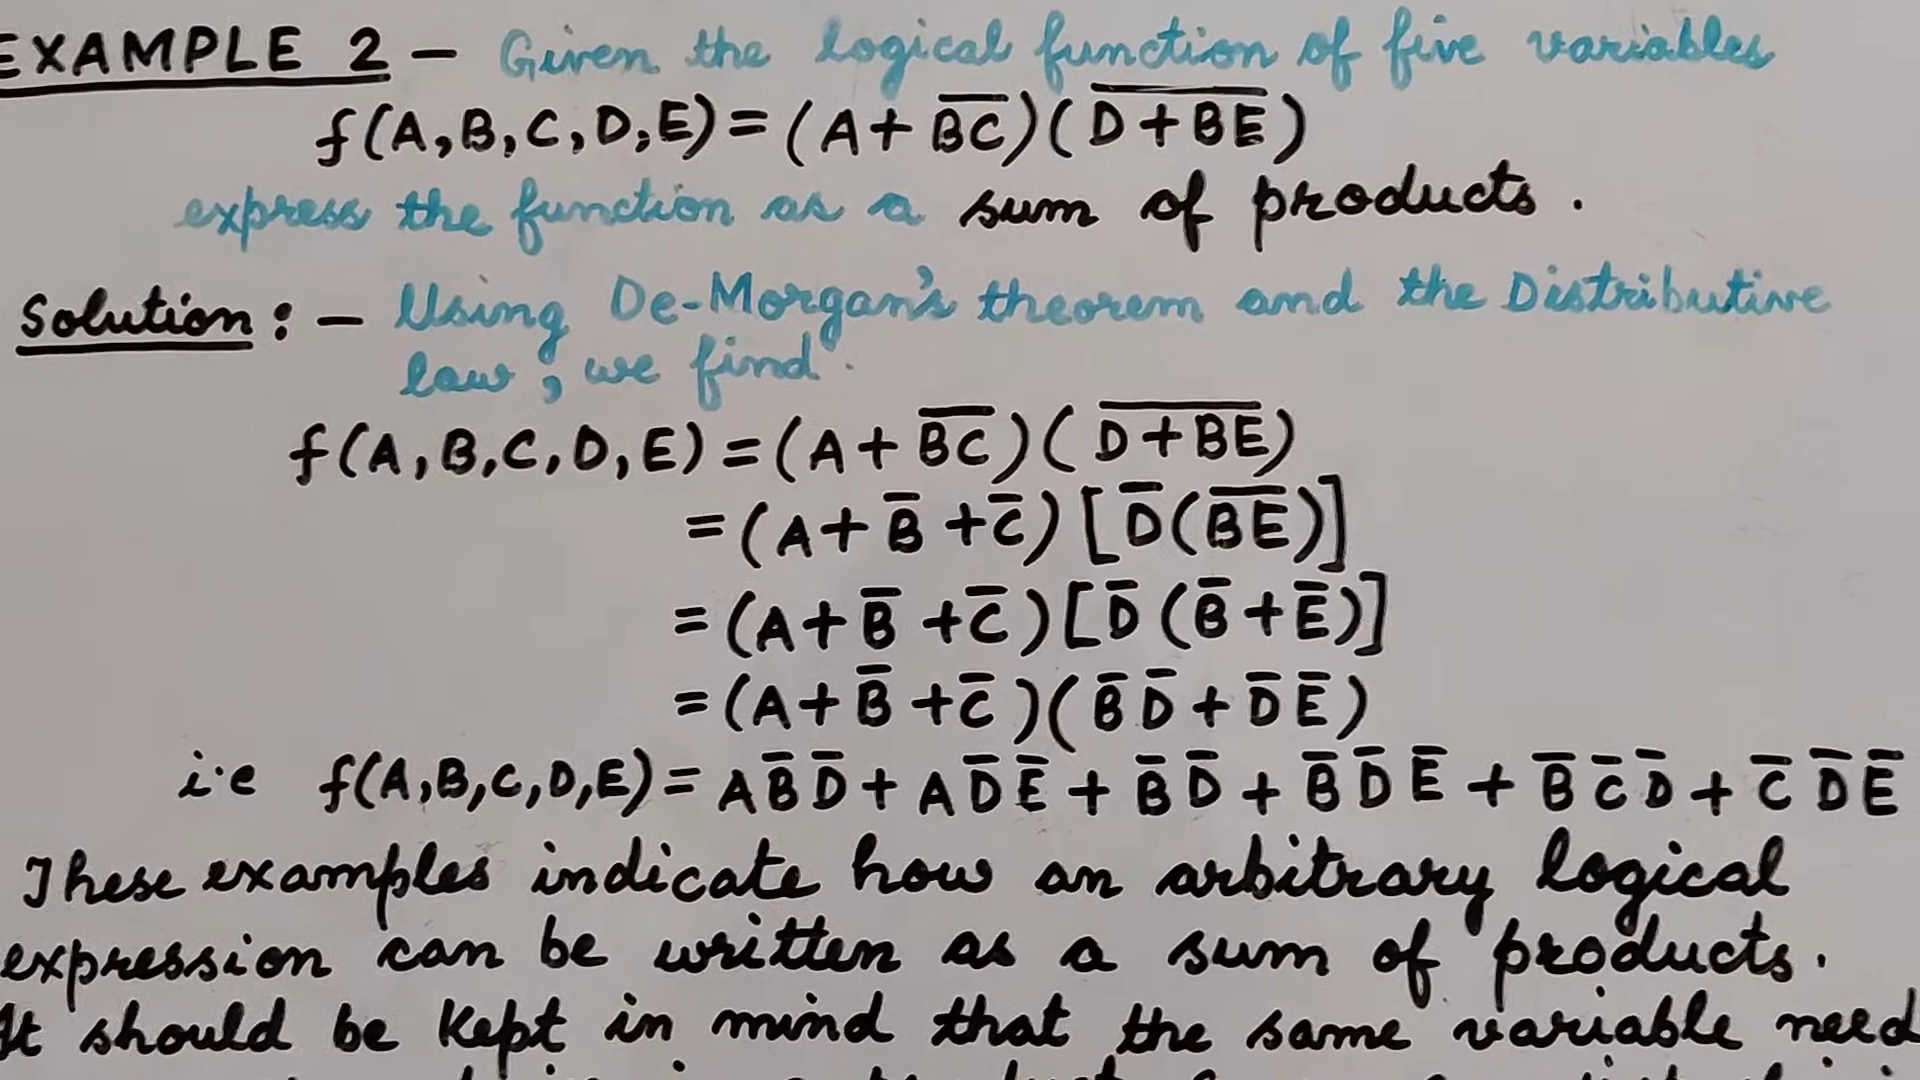 EXAMPLE 2 – Given the logical function of five variables
f(A,B,C,D,E) = (A + B̅C̅)(D̅ ̅+̅ ̅B̅E̅)
express the function as a sum of products.
Solution : – Using De-Morgan's theorem and the Distributive
law, we find.
f(A,B,C,D,E) = (A + B̅C̅)(D̅ ̅+̅ ̅B̅E̅)
= (A + B̅ + C̅)[D̅(B̅E̅)]
= (A + B̅ + C̅)[D̅(B̅ + E̅)]
= (A + B̅ + C̅)(B̅ D̅ + D̅ E̅)
i.e f(A,B,C,D,E) = A B̅ D̅ + A D̅ E̅ + B̅ D̅ + B̅ D̅ E̅ + B̅ C̅ D̅ + C̅ D̅ E̅
These examples indicate how an arbitrary logical
expression can be written as a sum of products.
It should be kept in mind that the same variable need